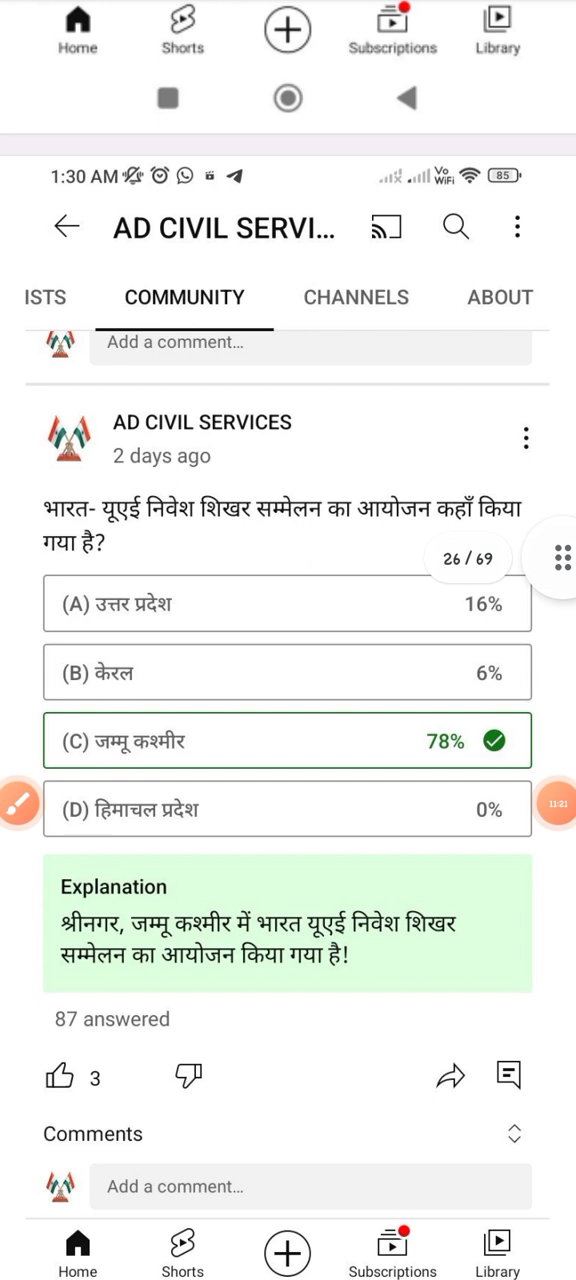 Home Shorts Subscriptions Library
1:30 AM Vo WiFi 85
AD CIVIL SERVI...
ISTS COMMUNITY CHANNELS ABOUT
Add a comment...
AD CIVIL SERVICES
2 days ago
भारत- यूएई निवेश शिखर सम्मेलन का आयोजन कहाँ किया
गया है?
26 / 69
(A) उत्तर प्रदेश 16%
(B) केरल 6%
(C) जम्मू कश्मीर 78%
(D) हिमाचल प्रदेश 0%
11:21
Explanation
श्रीनगर, जम्मू कश्मीर में भारत यूएई निवेश शिखर
सम्मेलन का आयोजन किया गया है!
87 answered
3
Comments
Add a comment...
Home Shorts Subscriptions Library